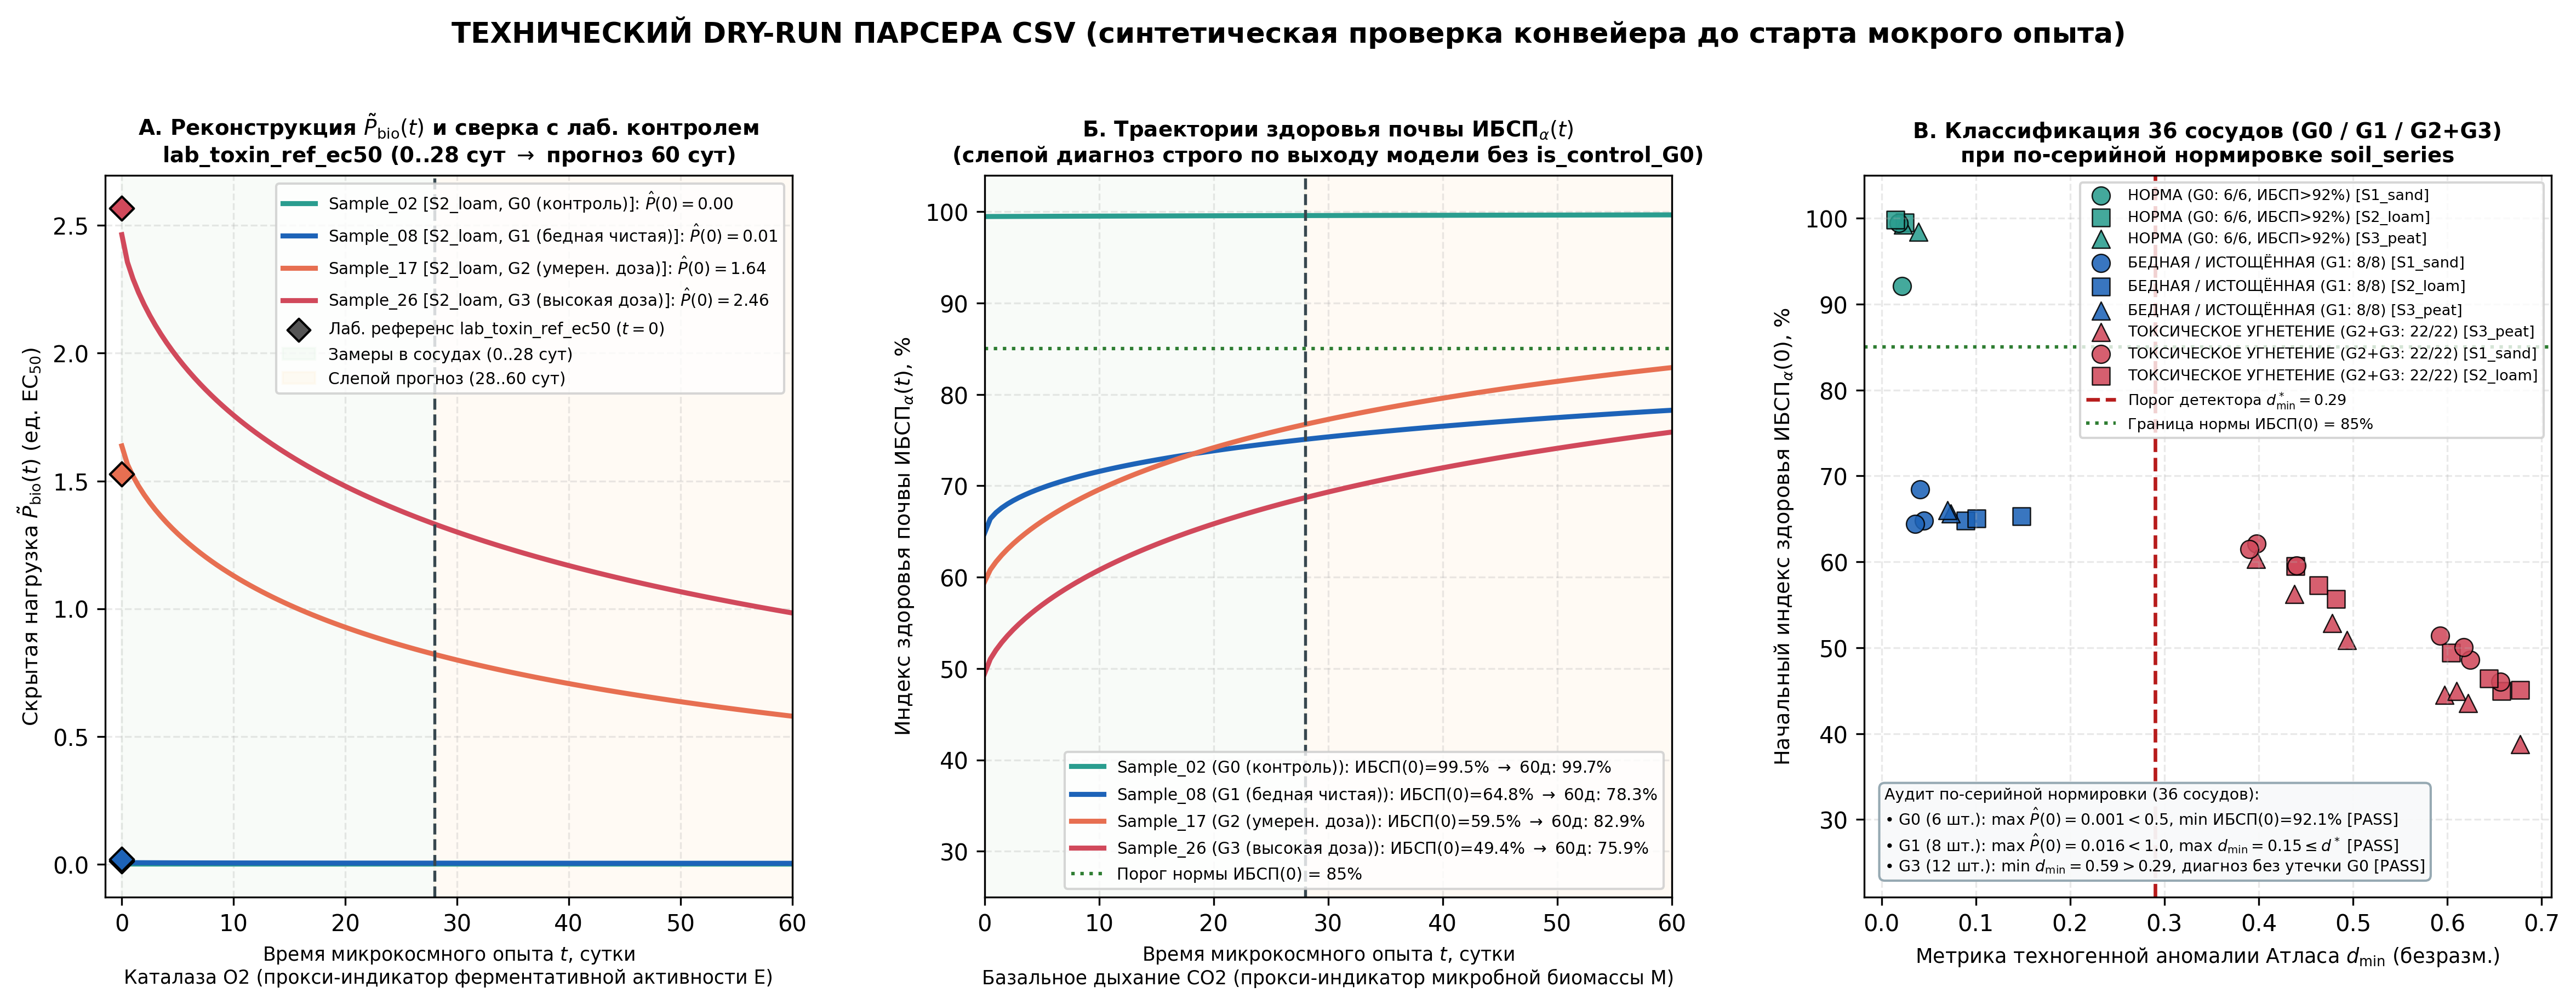 ТЕХНИЧЕСКИЙ DRY-RUN ПАРСЕРА CSV (синтетическая проверка конвейера до старта мокрого опыта)
А. Реконструкция P̃bio(t) и сверка с лаб. контролем
lab_toxin_ref_ec50 (0..28 сут → прогноз 60 сут)
Скрытая нагрузка P̃bio(t) (ед. EC50)
2.5
2.0
1.5
1.0
0.5
0.0
Sample_02 [S2_loam, G0 (контроль)]: P̂(0) = 0.00
Sample_08 [S2_loam, G1 (бедная чистая)]: P̂(0) = 0.01
Sample_17 [S2_loam, G2 (умерен. доза)]: P̂(0) = 1.64
Sample_26 [S2_loam, G3 (высокая доза)]: P̂(0) = 2.46
Лаб. референс lab_toxin_ref_ec50 (t = 0)
Замеры в сосудах (0..28 сут)
Слепой прогноз (28..60 сут)
0 10 20 30 40 50 60
Время микрокосмного опыта t, сутки
Каталаза O2 (прокси-индикатор ферментативной активности E)
Б. Траектории здоровья почвы ИБСПα(t)
(слепой диагноз строго по выходу модели без is_control_G0)
Индекс здоровья почвы ИБСПα(t), %
100
90
80
70
60
50
40
30
Sample_02 (G0 (контроль)): ИБСП(0)=99.5% → 60д: 99.7%
Sample_08 (G1 (бедная чистая)): ИБСП(0)=64.8% → 60д: 78.3%
Sample_17 (G2 (умерен. доза)): ИБСП(0)=59.5% → 60д: 82.9%
Sample_26 (G3 (высокая доза)): ИБСП(0)=49.4% → 60д: 75.9%
Порог нормы ИБСП(0) = 85%
0 10 20 30 40 50 60
Время микрокосмного опыта t, сутки
Базальное дыхание CO2 (прокси-индикатор микробной биомассы M)
В. Классификация 36 сосудов (G0 / G1 / G2+G3)
при по-серийной нормировке soil_series
Начальный индекс здоровья ИБСПα(0), %
100
90
80
70
60
50
40
30
НОРМА (G0: 6/6, ИБСП>92%) [S1_sand]
НОРМА (G0: 6/6, ИБСП>92%) [S2_loam]
НОРМА (G0: 6/6, ИБСП>92%) [S3_peat]
БЕДНАЯ / ИСТОЩЁННАЯ (G1: 8/8) [S1_sand]
БЕДНАЯ / ИСТОЩЁННАЯ (G1: 8/8) [S2_loam]
БЕДНАЯ / ИСТОЩЁННАЯ (G1: 8/8) [S3_peat]
ТОКСИЧЕСКОЕ УГНЕТЕНИЕ (G2+G3: 22/22) [S3_peat]
ТОКСИЧЕСКОЕ УГНЕТЕНИЕ (G2+G3: 22/22) [S1_sand]
ТОКСИЧЕСКОЕ УГНЕТЕНИЕ (G2+G3: 22/22) [S2_loam]
Порог детектора d*min = 0.29
Граница нормы ИБСП(0) = 85%
Аудит по-серийной нормировки (36 сосудов):
• G0 (6 шт.): max P̂(0) = 0.001 < 0.5, min ИБСП(0)=92.1% [PASS]
• G1 (8 шт.): max P̂(0) = 0.016 < 1.0, max dmin = 0.15 ≤ d* [PASS]
• G3 (12 шт.): min dmin = 0.59 > 0.29, диагноз без утечки G0 [PASS]
0.0 0.1 0.2 0.3 0.4 0.5 0.6 0.7
Метрика техногенной аномалии Атласа dmin (безразм.)